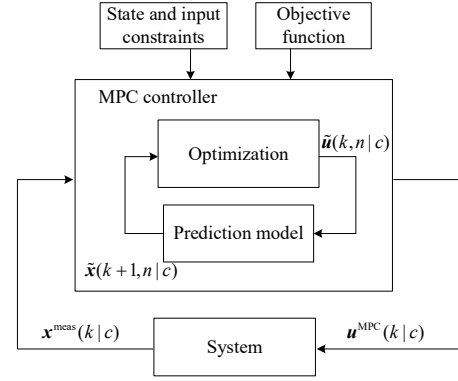 State and input
constraints
Objective
function
MPC controller
Optimization
ũ(k,n|c)
Prediction model
x̃(k+1,n|c)
x^meas(k|c)
System
u^MPC(k|c)